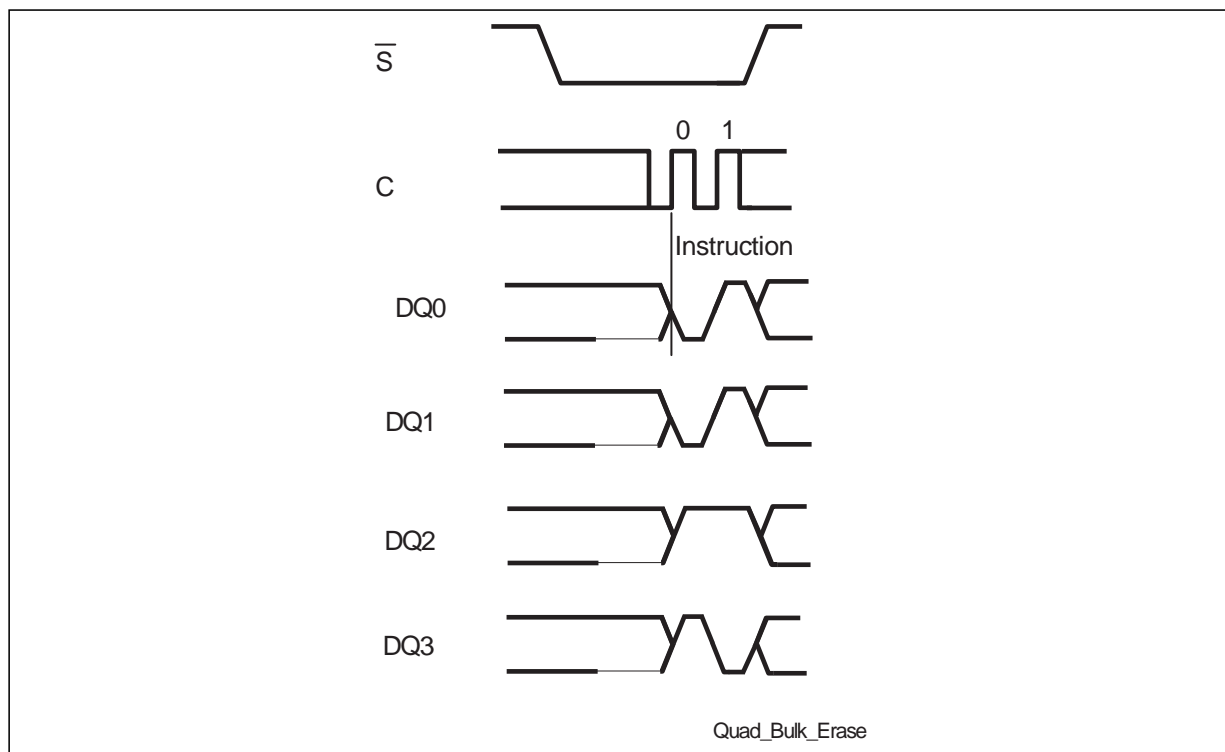 S̅
0 1
C
Instruction
DQ0
DQ1
DQ2
DQ3
Quad_Bulk_Erase